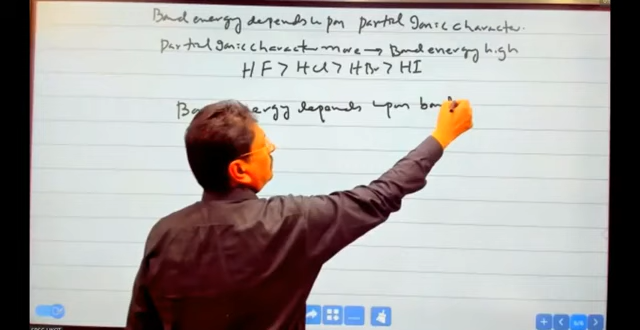 Bond energy depends upon partial Ionic character.
Partial Ionic character more → Bond energy high
HF > HCl > HBr > HI
energy depends upon bon